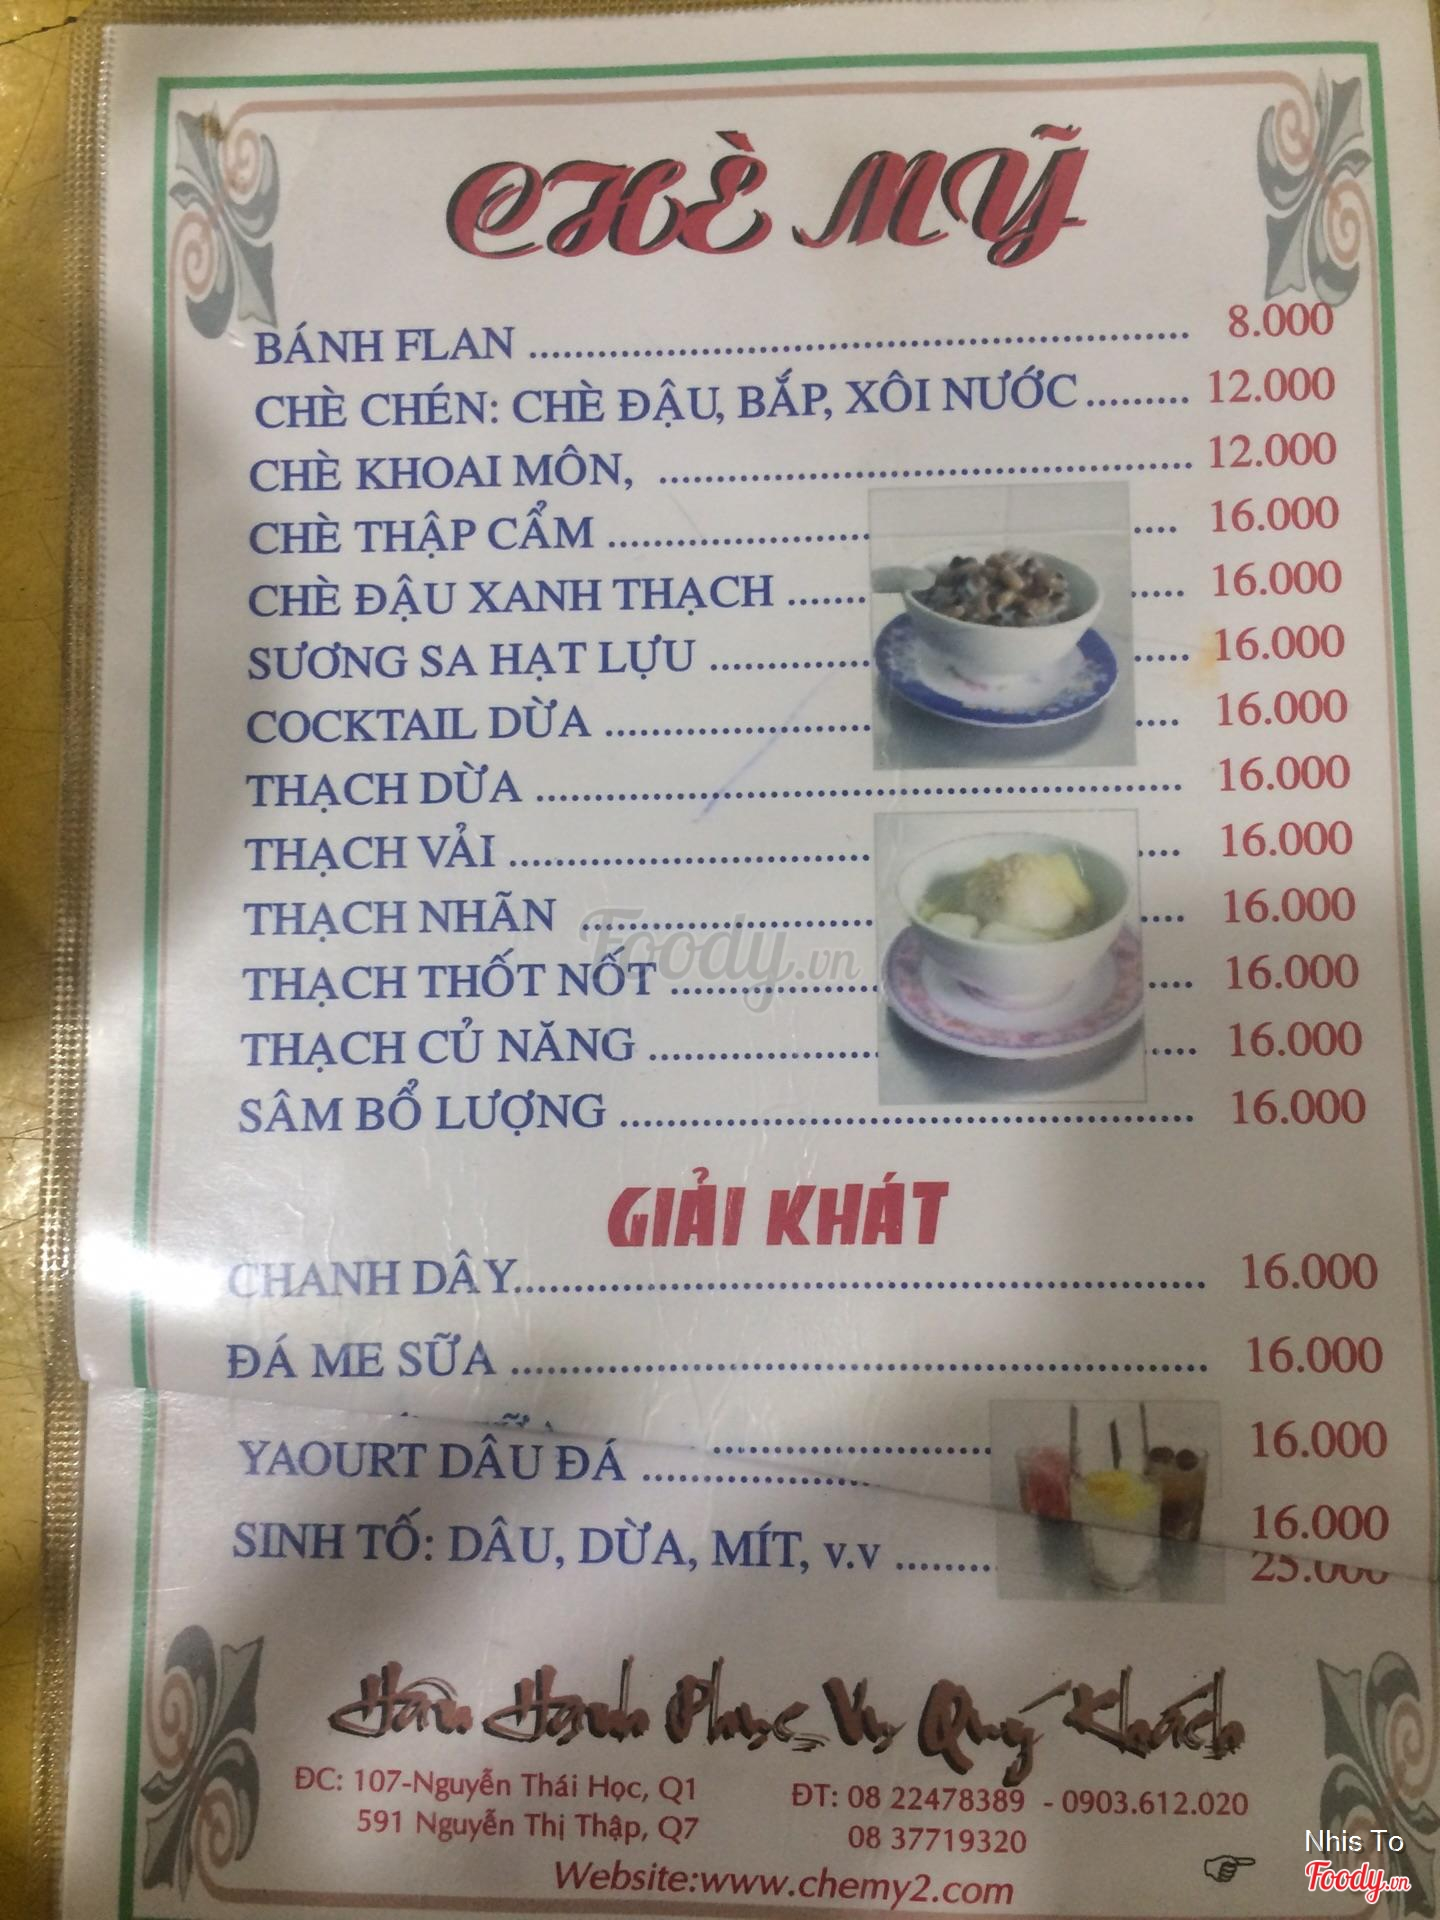 CHÈ MỸ
BÁNH FLAN ........ 8.000
CHÈ CHÉN: CHÈ ĐẬU, BẮP, XÔI NƯỚC ........ 12.000
CHÈ KHOAI MÔN, ........ 12.000
CHÈ THẬP CẨM ........ 16.000
CHÈ ĐẬU XANH THẠCH ........ 16.000
SƯƠNG SA HẠT LỰU ........ 16.000
COCKTAIL DỪA ........ 16.000
THẠCH DỪA ........ 16.000
THẠCH VẢI ........ 16.000
THẠCH NHÃN ........ 16.000
THẠCH THỐT NỐT ........ 16.000
THẠCH CỦ NĂNG ........ 16.000
SÂM BỔ LƯỢNG ........ 16.000
Foody.vn
GIẢI KHÁT
CHANH DÂY ........ 16.000
ĐÁ ME SỮA ........ 16.000
16.000
YAOURT DÂU ĐÁ ........
SINH TỐ: DÂU, DỪA, MÍT, v.v ........ 16.000
25.000
Hân Hạnh Phục Vụ Quý Khách
ĐC: 107-Nguyễn Thái Học, Q1
591 Nguyễn Thị Thập, Q7
ĐT: 08 22478389 - 0903.612.020
08 37719320
Website:www.chemy2.com
Nhis To
Foody.vn